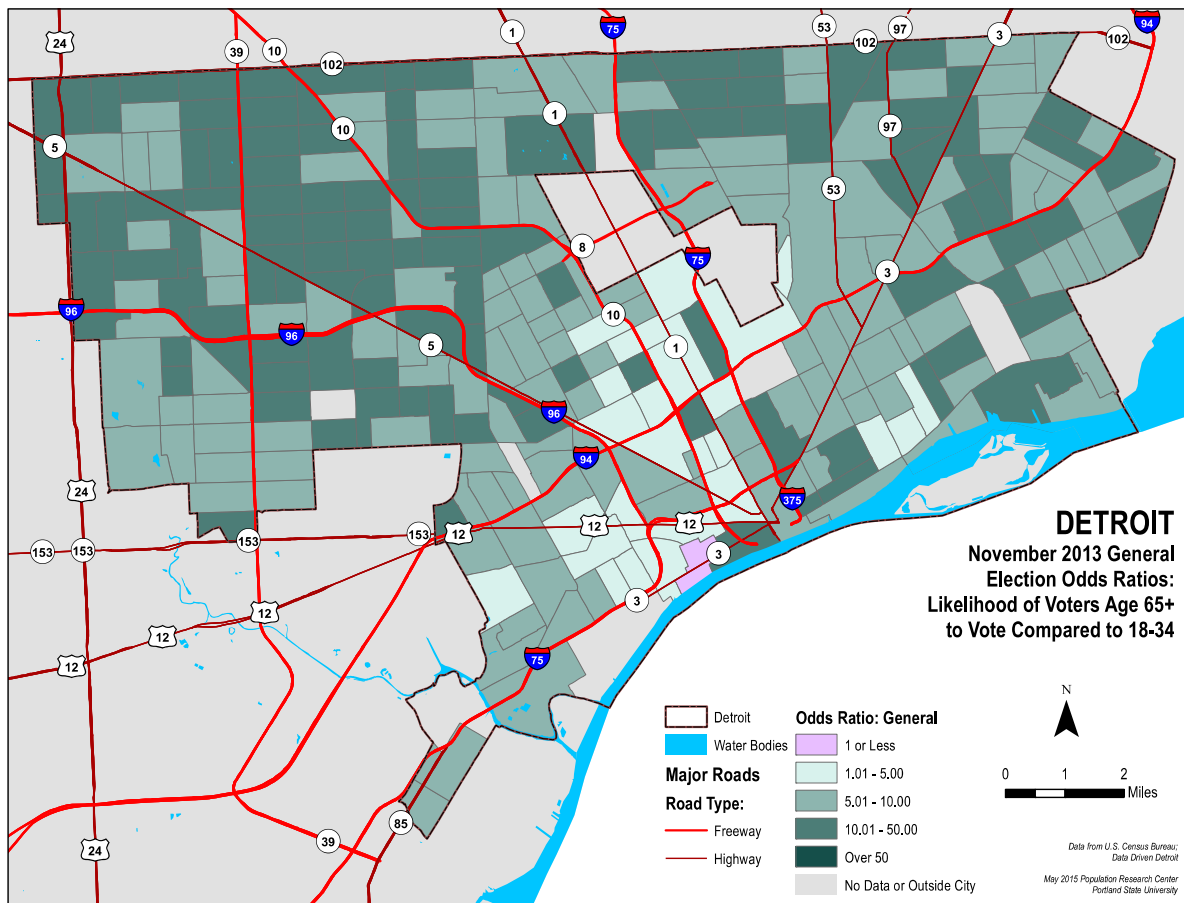 24
39
10
102
1
75
53
102
97
3
102
94
10
1
97
5
53
8
75
3
96
96
10
5
1
96
94
24
375
12
12
12
153
153
153
153
3
3
12
12
12
75
85
39
24
DETROIT
November 2013 General
Election Odds Ratios:
Likelihood of Voters Age 65+
to Vote Compared to 18-34
N
0 1 2
Miles
Detroit
Water Bodies
Major Roads
Road Type:
Freeway
Highway
Odds Ratio: General
1 or Less
1.01 - 5.00
5.01 - 10.00
10.01 - 50.00
Over 50
No Data or Outside City
Data from U.S. Census Bureau;
Data Driven Detroit
May 2015 Population Research Center
Portland State University